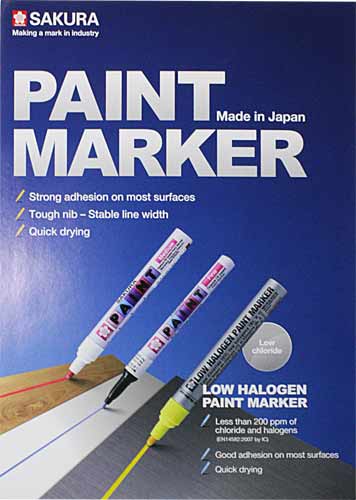 SAKURA
Making a mark in industry
PAINT
Made in Japan
MARKER
Strong adhesion on most surfaces
Tough nib – Stable line width
Quick drying
SAKURA
PAINT
PAINT
LOW HALOGEN PAINT MARKER
Low
chloride
LOW HALOGEN
PAINT MARKER
Less than 200 ppm of
chloride and halogens
(EN14582:2007 by IC)
Good adhesion on most surfaces
Quick drying